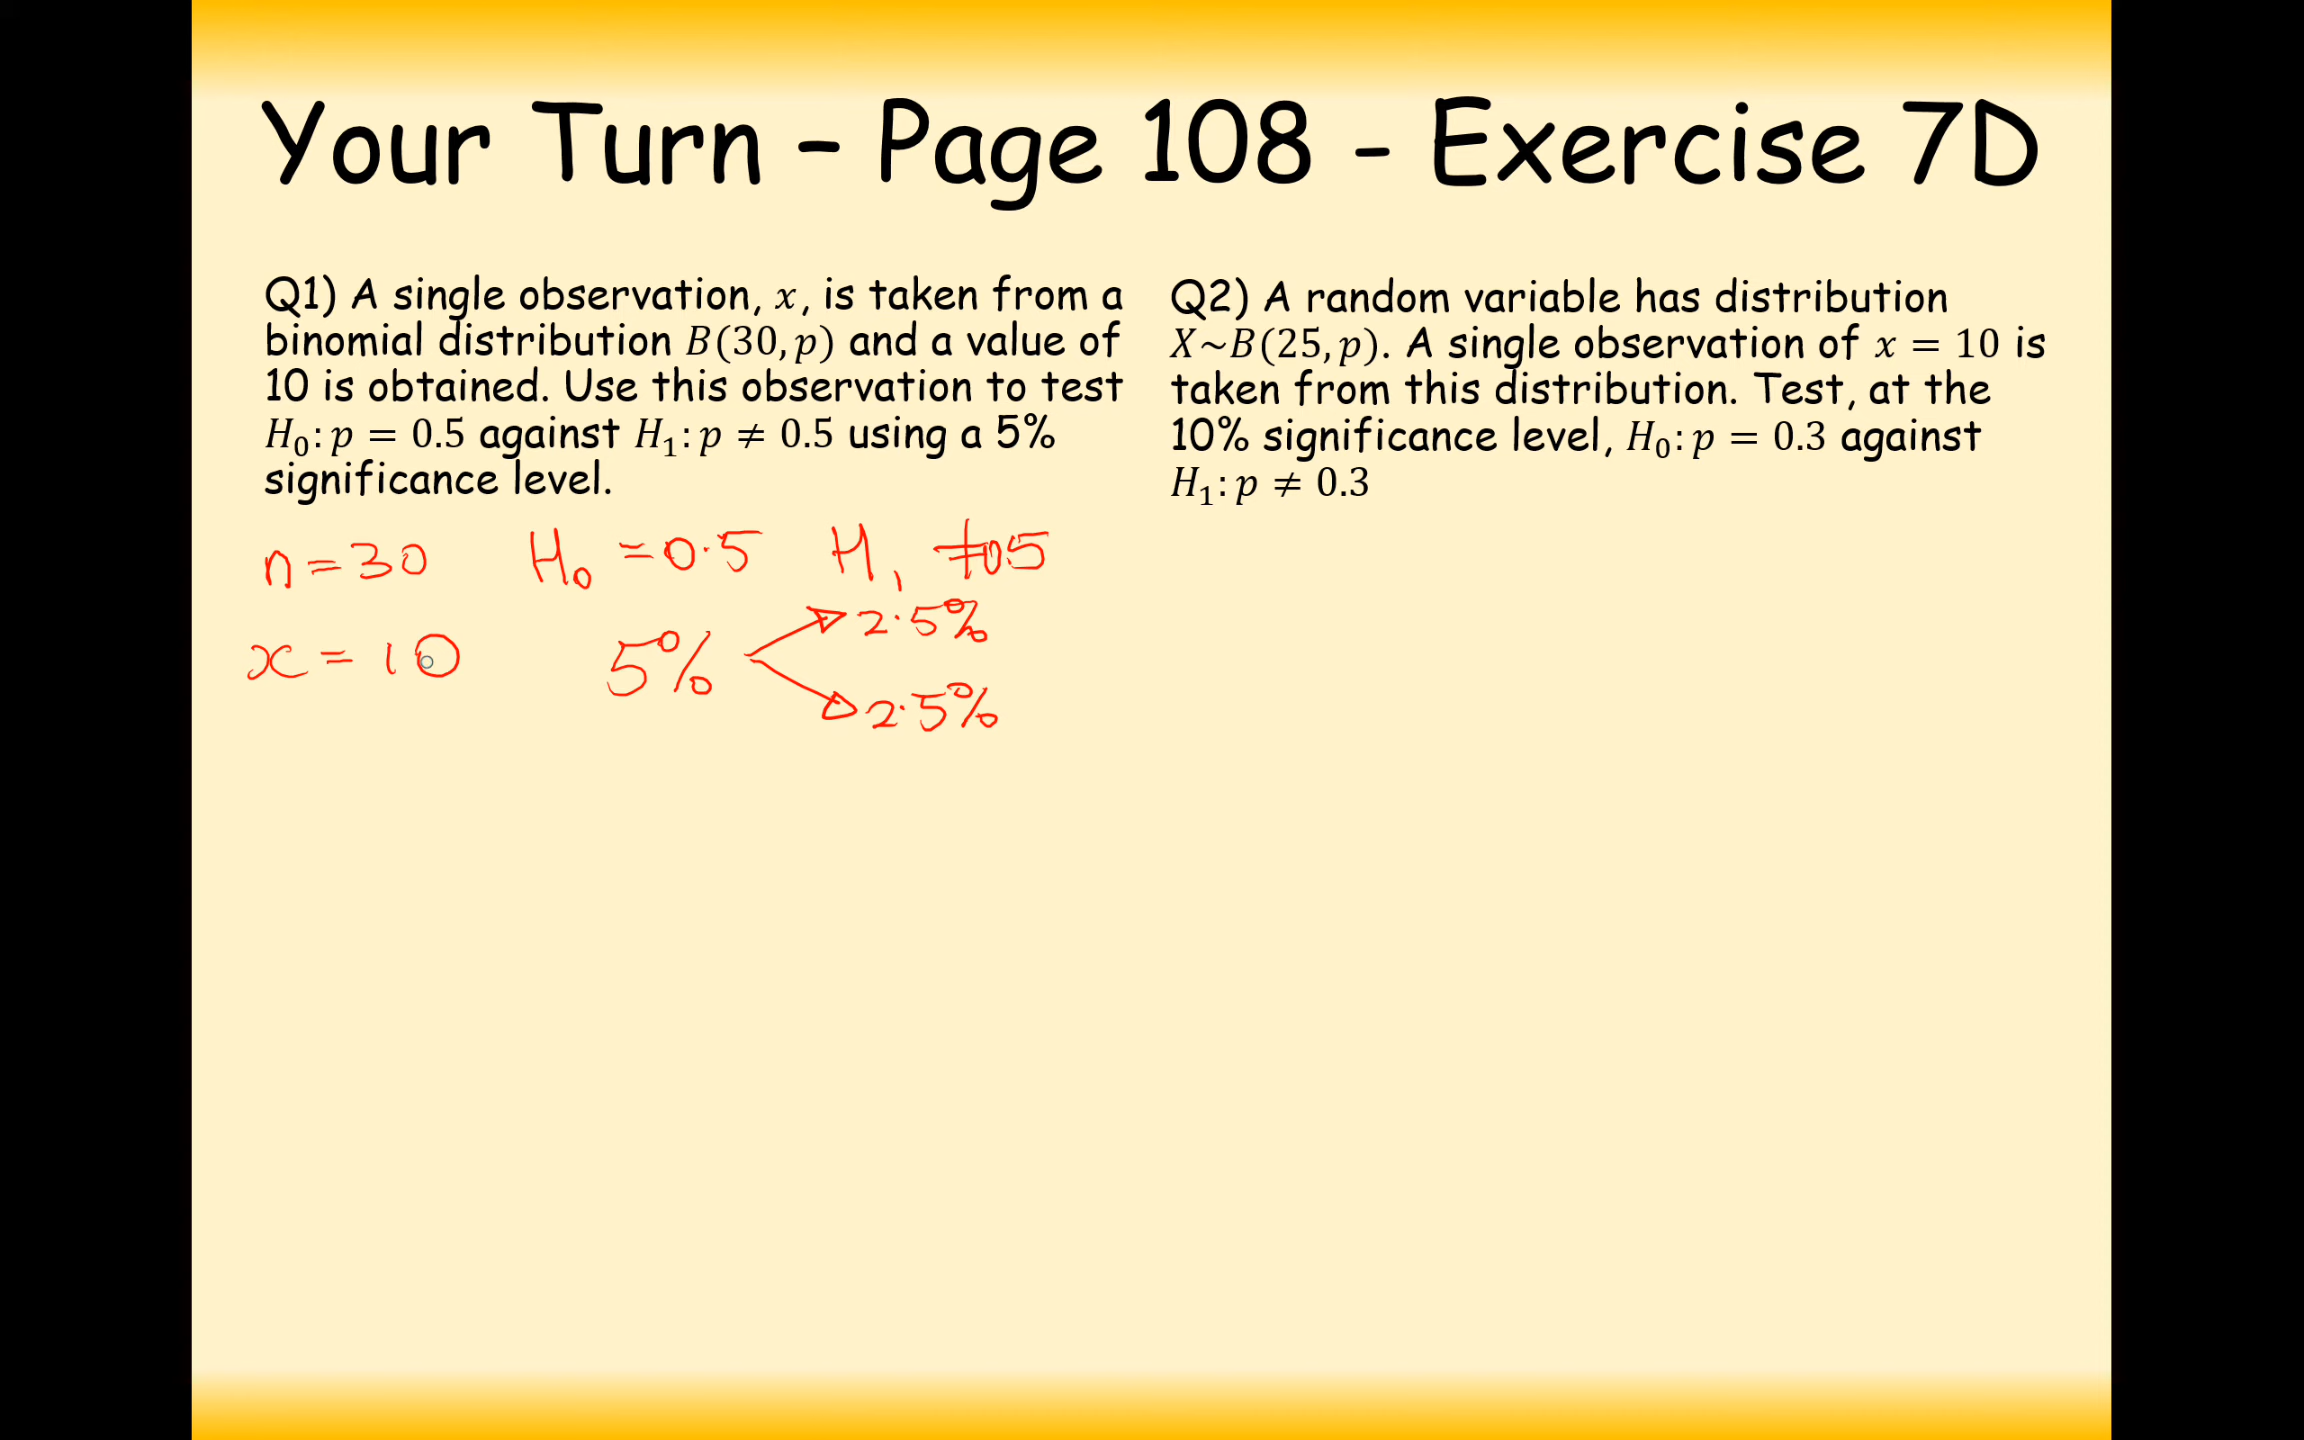 Your Turn – Page 108 - Exercise 7D
Q1) A single observation, x, is taken from a
binomial distribution B(30, p) and a value of
10 is obtained. Use this observation to test
H₀: p = 0.5 against H₁: p ≠ 0.5 using a 5%
significance level.
n = 30 H₀ = 0.5 H₁ ≠ 05
x = 10 5% 2.5%
2.5%
Q2) A random variable has distribution
X~B(25, p). A single observation of x = 10 is
taken from this distribution. Test, at the
10% significance level, H₀: p = 0.3 against
H₁: p ≠ 0.3